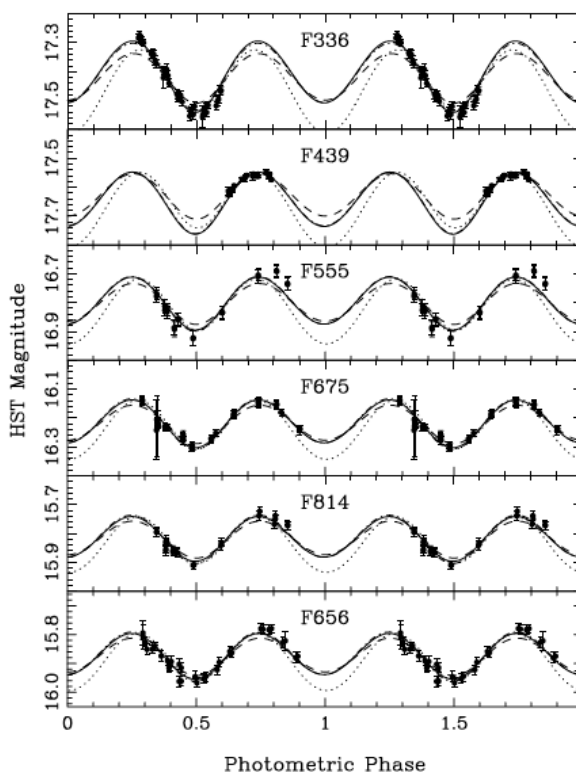 F336
17.3
17.5
F439
17.5
17.7
F555
16.7
16.9
F675
16.1
16.3
F814
15.7
15.9
F656
15.8
16.0
HST Magnitude
0 0.5 1 1.5
Photometric Phase